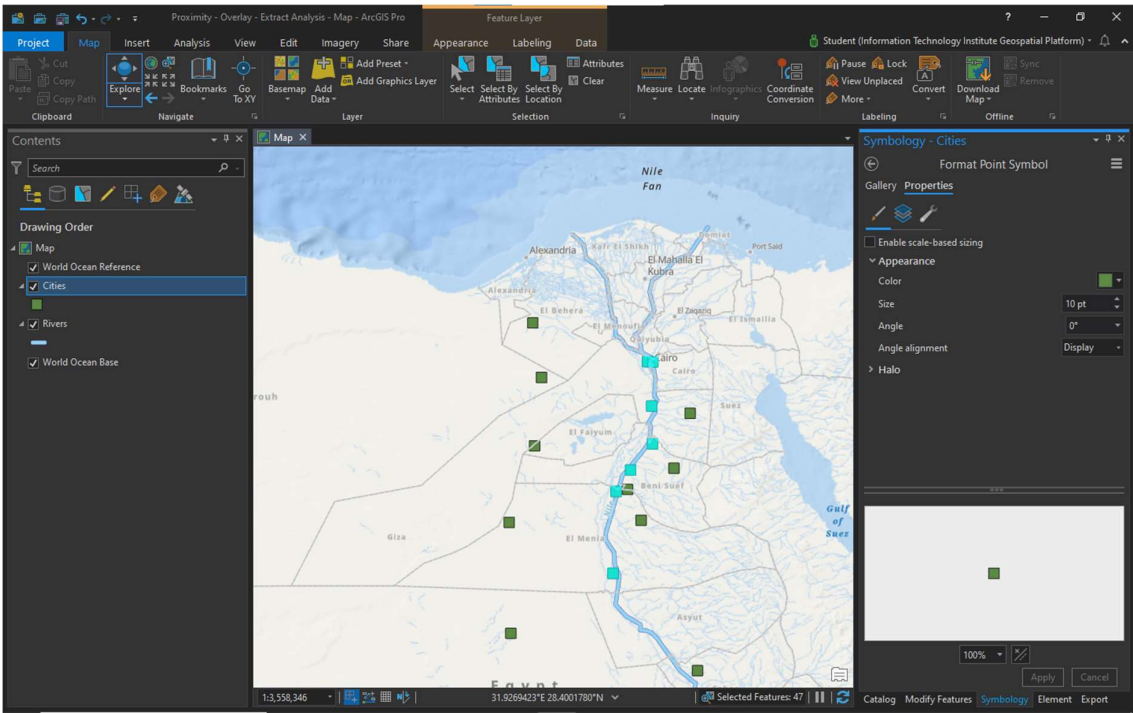 Proximity - Overlay - Extract Analysis - Map - ArcGIS Pro
Feature Layer
?
Project Map Insert Analysis View Edit Imagery Share Appearance Labeling Data
Student (Information Technology Institute Geospatial Platform)
Paste
Cut
Copy
Copy Path
Clipboard
Explore
Bookmarks
Go To XY
Navigate
Basemap
Add Data
Add Preset
Add Graphics Layer
Layer
Select
Select By Attributes
Select By Location
Attributes
Clear
Selection
Measure
Locate
Infographics
Coordinate Conversion
Inquiry
Pause
Lock
View Unplaced
More
Convert
Labeling
Download Map
Sync
Remove
Offline
Contents
Search
Drawing Order
Map
World Ocean Reference
Cities
Rivers
World Ocean Base
Map
Nile
Fan
Alexandria
Kafr El Shikh
Domiat
Port Said
El Mahalla El
Kubra
Alexandria
El Behera
El Zaqaziq
El Ismailia
El Menoufia
Qalyubia
Cairo
Cairo
rouh
Suez
El Faiyum
Beni Suef
Nile
Gulf
of
Suez
Giza
El Menia
Asyut
Egypt
1:3,558,346
31.9269423°E 28.4001780°N
Selected Features: 47
Symbology - Cities
Format Point Symbol
Gallery Properties
Enable scale-based sizing
Appearance
Color
Size 10 pt
Angle 0°
Angle alignment Display
Halo
100%
Apply Cancel
Catalog Modify Features Symbology Element Export